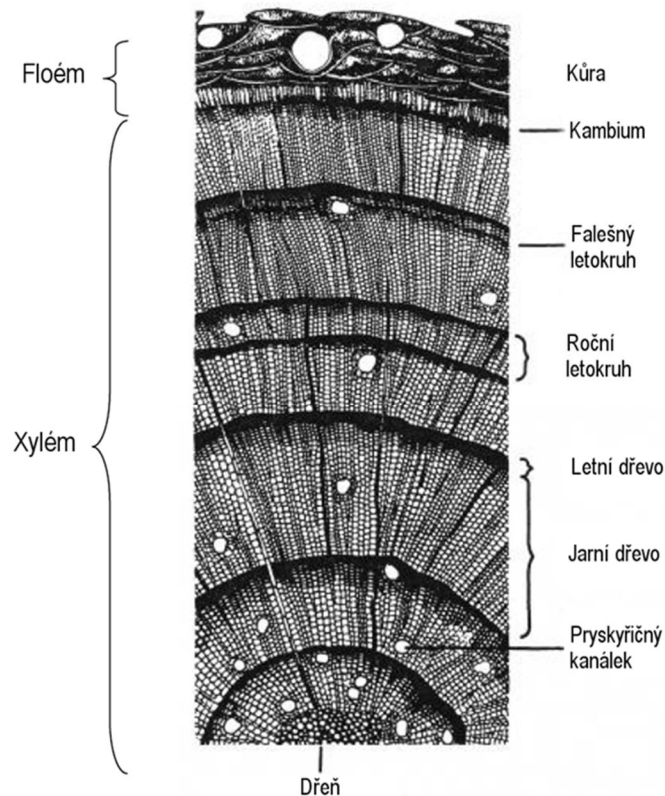 Floém
Kůra
Kambium
Falešný
letokruh
Roční
letokruh
Xylém
Letní dřevo
Jarní dřevo
Pryskyřičný
kanálek
Dřeň